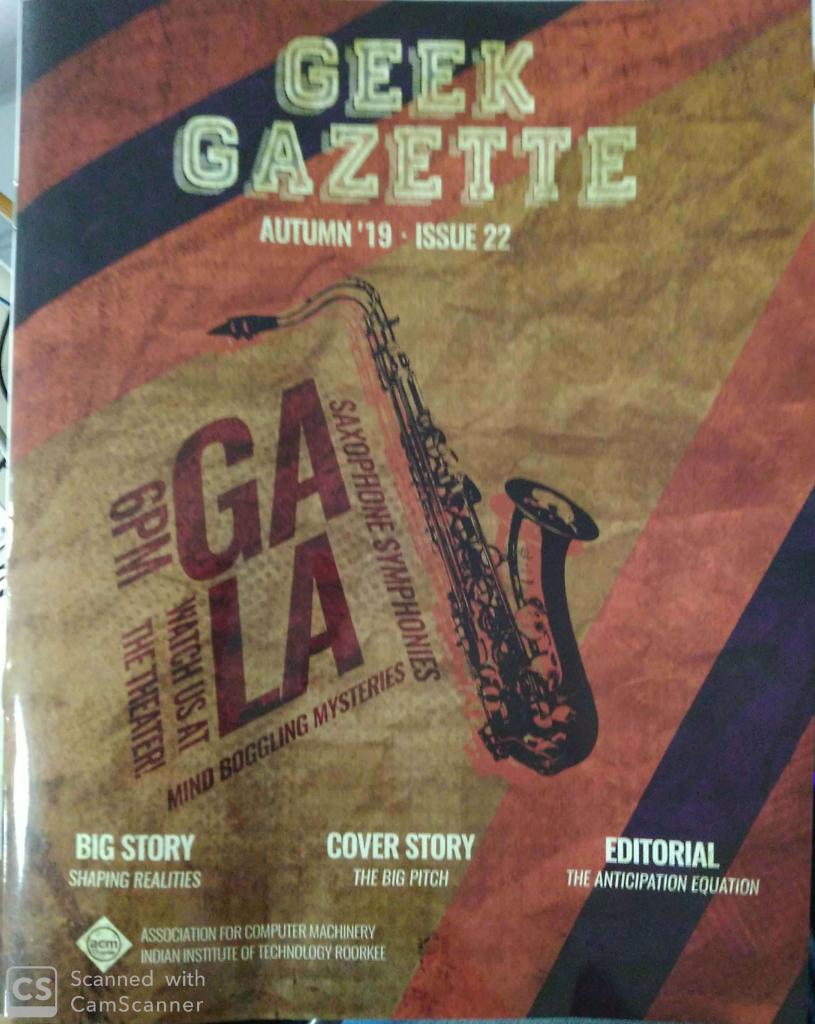 GEEK
GAZETTE
AUTUMN '19 · ISSUE 22
GA
LA
SAXOPHONE SYMPHONIES
6PM
WATCH US AT
THE THEATER!
MIND BOGGLING MYSTERIES
BIG STORY
SHAPING REALITIES
COVER STORY
THE BIG PITCH
EDITORIAL
THE ANTICIPATION EQUATION
acm
ASSOCIATION FOR COMPUTER MACHINERY
INDIAN INSTITUTE OF TECHNOLOGY ROORKEE
CS
Scanned with
CamScanner